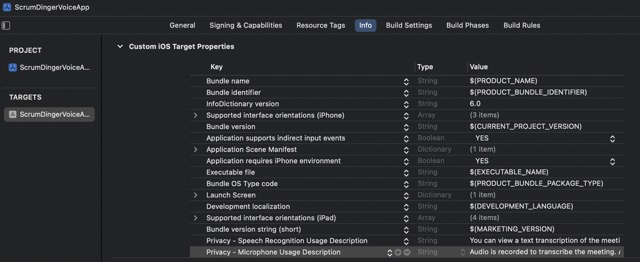 ScrumDingerVoiceApp
General Signing & Capabilities Resource Tags Info Build Settings Build Phases Build Rules
PROJECT
ScrumDingerVoiceA...
TARGETS
ScrumDingerVoiceA...
Custom iOS Target Properties
Key Type Value
Bundle name String $(PRODUCT_NAME)
Bundle identifier String $(PRODUCT_BUNDLE_IDENTIFIER)
InfoDictionary version String 6.0
Supported interface orientations (iPhone) Array (3 items)
Bundle version String $(CURRENT_PROJECT_VERSION)
Application supports indirect input events Boolean YES
Application Scene Manifest Dictionary (1 item)
Application requires iPhone environment Boolean YES
Executable file String $(EXECUTABLE_NAME)
Bundle OS Type code String $(PRODUCT_BUNDLE_PACKAGE_TYPE)
Launch Screen Dictionary (1 item)
Development localization String $(DEVELOPMENT_LANGUAGE)
Supported interface orientations (iPad) Array (4 items)
Bundle version string (short) String $(MARKETING_VERSION)
Privacy - Speech Recognition Usage Description String You can view a text transcription of the meeti
Privacy - Microphone Usage Description String Audio is recorded to transcribe the meeting.